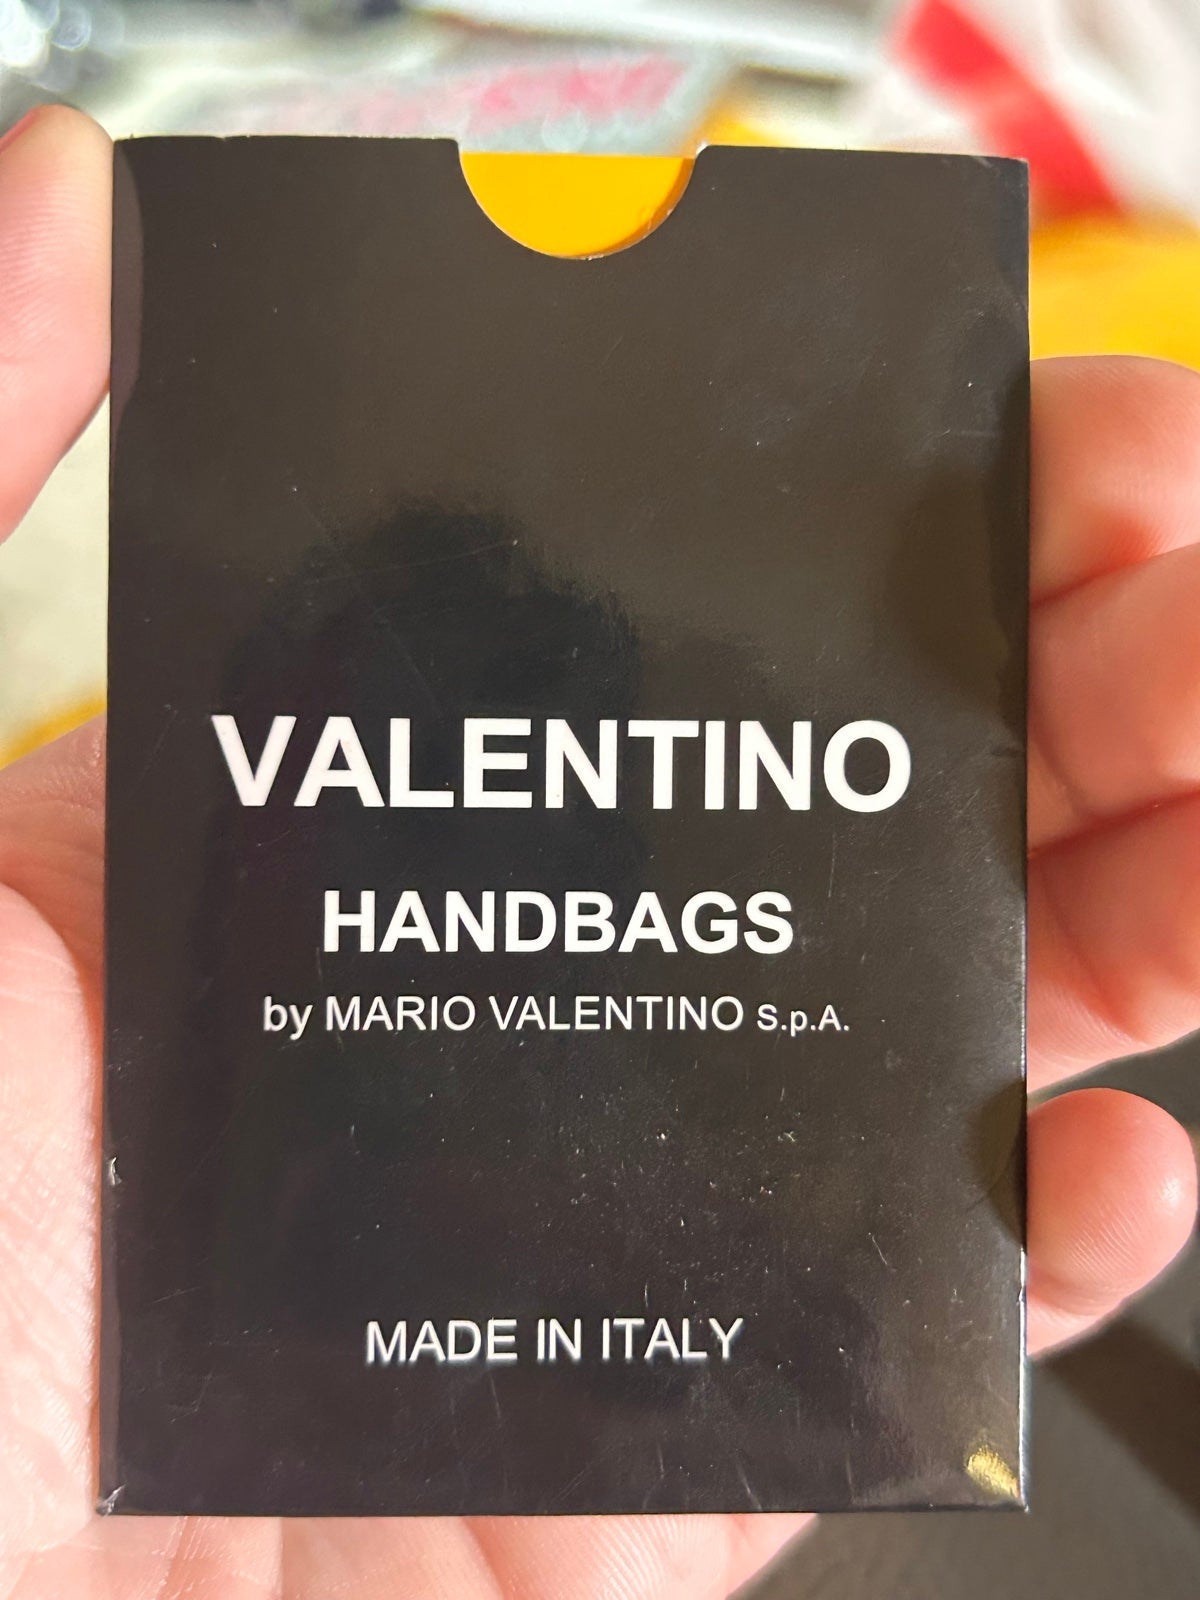 VALENTINO
HANDBAGS
by MARIO VALENTINO S.p.A.
MADE IN ITALY